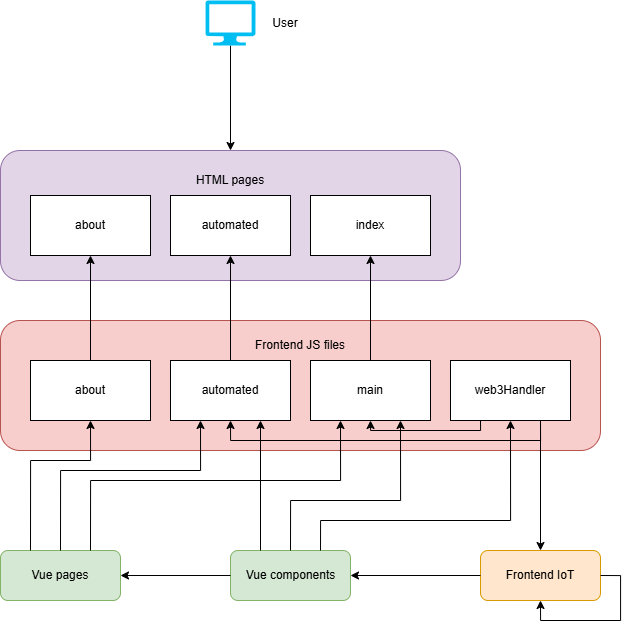 User
HTML pages
about
automated
index
Frontend JS files
about
automated
main
web3Handler
Vue pages
Vue components
Frontend IoT